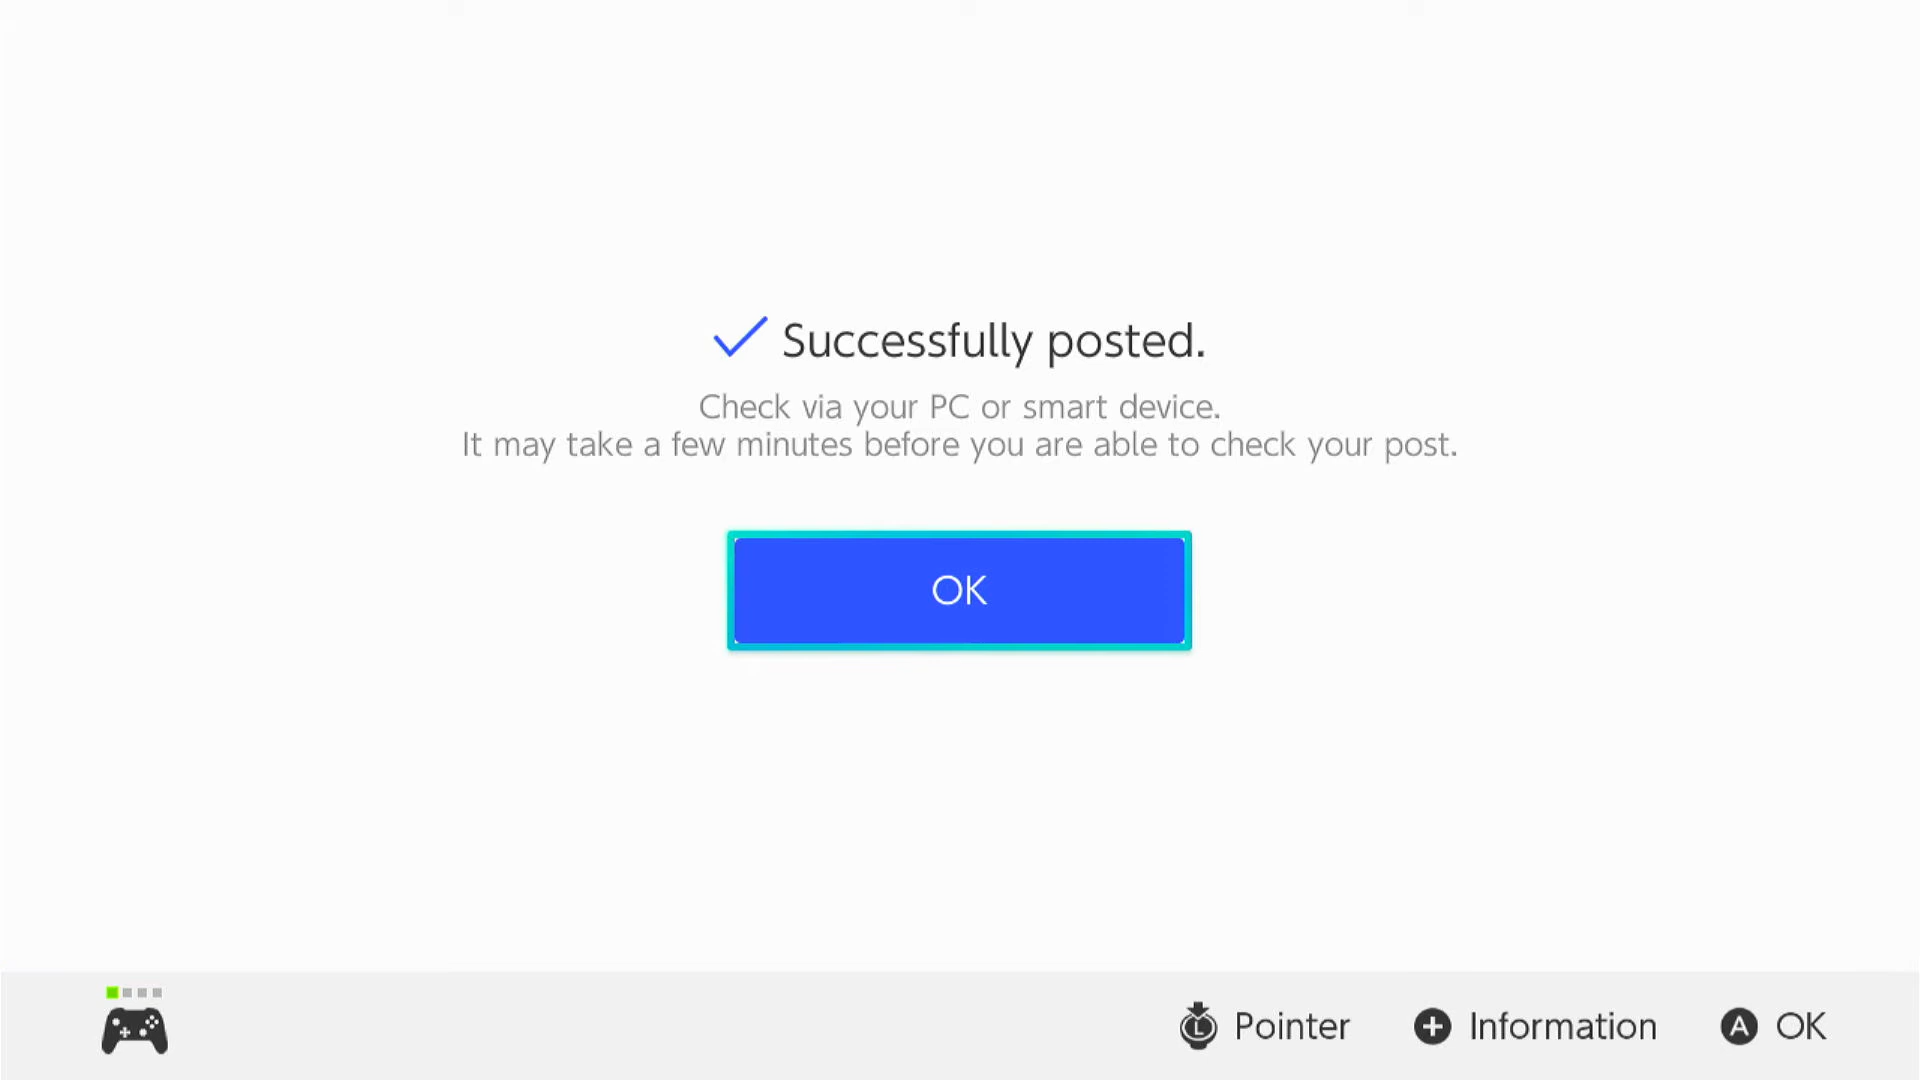 Successfully posted.
Check via your PC or smart device.
It may take a few minutes before you are able to check your post.
OK
L Pointer + Information A OK